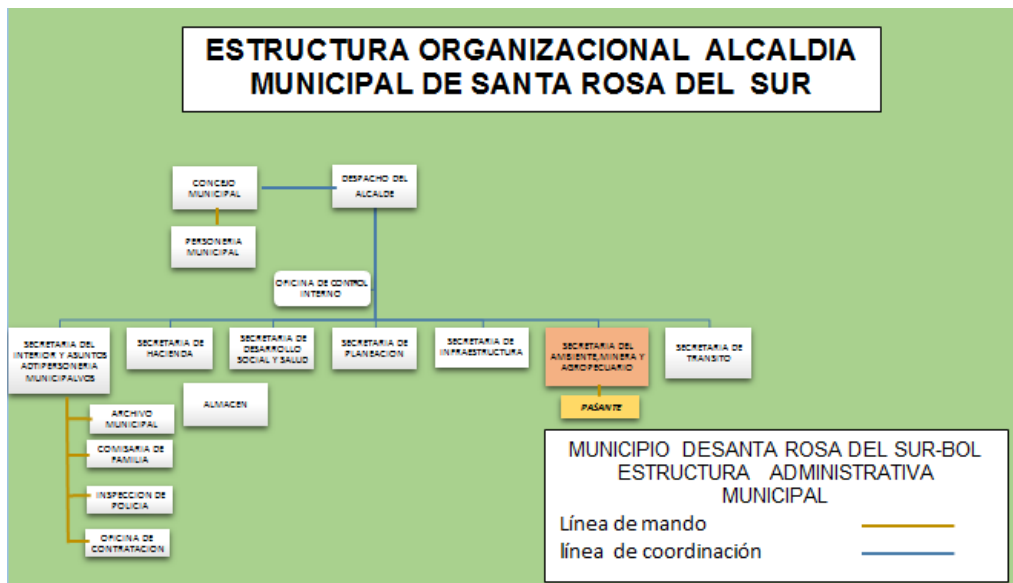 ESTRUCTURA ORGANIZACIONAL ALCALDIA
MUNICIPAL DE SANTA ROSA DEL SUR
CONCEJO
MUNICIPAL
DESPACHO DEL
ALCALDE
PERSONERIA
MUNICIPAL
OFICINA DE CONTROL
INTERNO
SECRETARIA DEL
INTERIOR Y ASUNTOS
ADTIPERSONERIA
MUNICIPALVOS
SECRETARIA DE
HACIENDA
SECRETARIA DE
DESARROLLO
SOCIAL Y SALUD
SECRETARIA DE
PLANEACION
SECRETARIA DE
INFRAESTRUCTURA
SECRETARIA DEL
AMBIENTE,MINERA Y
AGROPECUARIO
SECRETARIA DE
TRANSITO
ALMACEN
PASANTE
ARCHIVO
MUNICIPAL
COMISARIA DE
FAMILIA
INSPECCION DE
POLICIA
OFICINA DE
CONTRATACION
MUNICIPIO DESANTA ROSA DEL SUR-BOL
ESTRUCTURA ADMINISTRATIVA
MUNICIPAL
Línea de mando
línea de coordinación